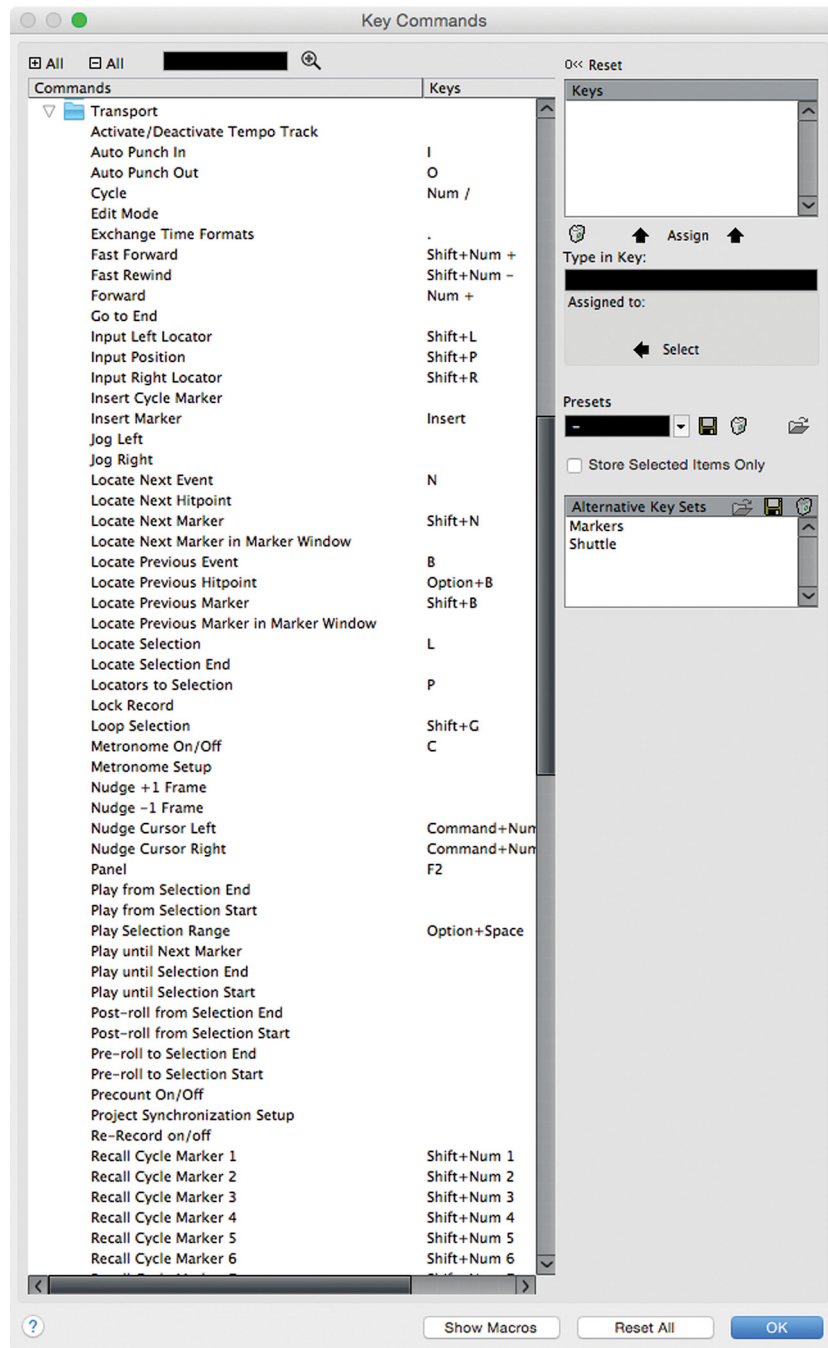 Key Commands
All All
0<< Reset
Commands Keys
Keys
Transport
Activate/Deactivate Tempo Track
Auto Punch In I
Auto Punch Out O
Cycle Num /
Edit Mode
Exchange Time Formats .
Fast Forward Shift+Num +
Fast Rewind Shift+Num -
Forward Num +
Go to End
Input Left Locator Shift+L
Input Position Shift+P
Input Right Locator Shift+R
Insert Cycle Marker
Insert Marker Insert
Jog Left
Jog Right
Locate Next Event N
Locate Next Hitpoint
Locate Next Marker Shift+N
Locate Next Marker in Marker Window
Locate Previous Event B
Locate Previous Hitpoint Option+B
Locate Previous Marker Shift+B
Locate Previous Marker in Marker Window
Locate Selection L
Locate Selection End
Locators to Selection P
Lock Record
Loop Selection Shift+G
Metronome On/Off C
Metronome Setup
Nudge +1 Frame
Nudge -1 Frame
Nudge Cursor Left Command+Num
Nudge Cursor Right Command+Num
Panel F2
Play from Selection End
Play from Selection Start
Play Selection Range Option+Space
Play until Next Marker
Play until Selection End
Play until Selection Start
Post-roll from Selection End
Post-roll from Selection Start
Pre-roll to Selection End
Pre-roll to Selection Start
Precount On/Off
Project Synchronization Setup
Re-Record on/off
Recall Cycle Marker 1 Shift+Num 1
Recall Cycle Marker 2 Shift+Num 2
Recall Cycle Marker 3 Shift+Num 3
Recall Cycle Marker 4 Shift+Num 4
Recall Cycle Marker 5 Shift+Num 5
Recall Cycle Marker 6 Shift+Num 6
Assign
Type in Key:
Assigned to:
Select
Presets
-
Store Selected Items Only
Alternative Key Sets
Markers
Shuttle
?
Show Macros
Reset All
OK